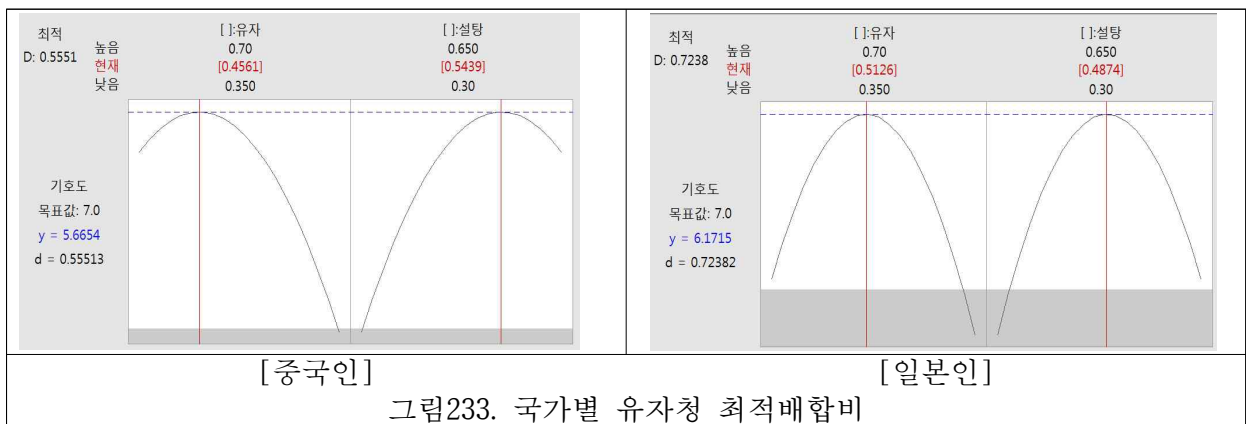 최적
D: 0.5551
높음
현재
낮음
[ ]:유자
0.70
[0.4561]
0.350
[ ]:설탕
0.650
[0.5439]
0.30
기호도
목표값: 7.0
y = 5.6654
d = 0.55513
최적
D: 0.7238
높음
현재
낮음
[ ]:유자
0.70
[0.5126]
0.350
[ ]:설탕
0.650
[0.4874]
0.30
기호도
목표값: 7.0
y = 6.1715
d = 0.72382
[중국인]
[일본인]
그림233. 국가별 유자청 최적배합비